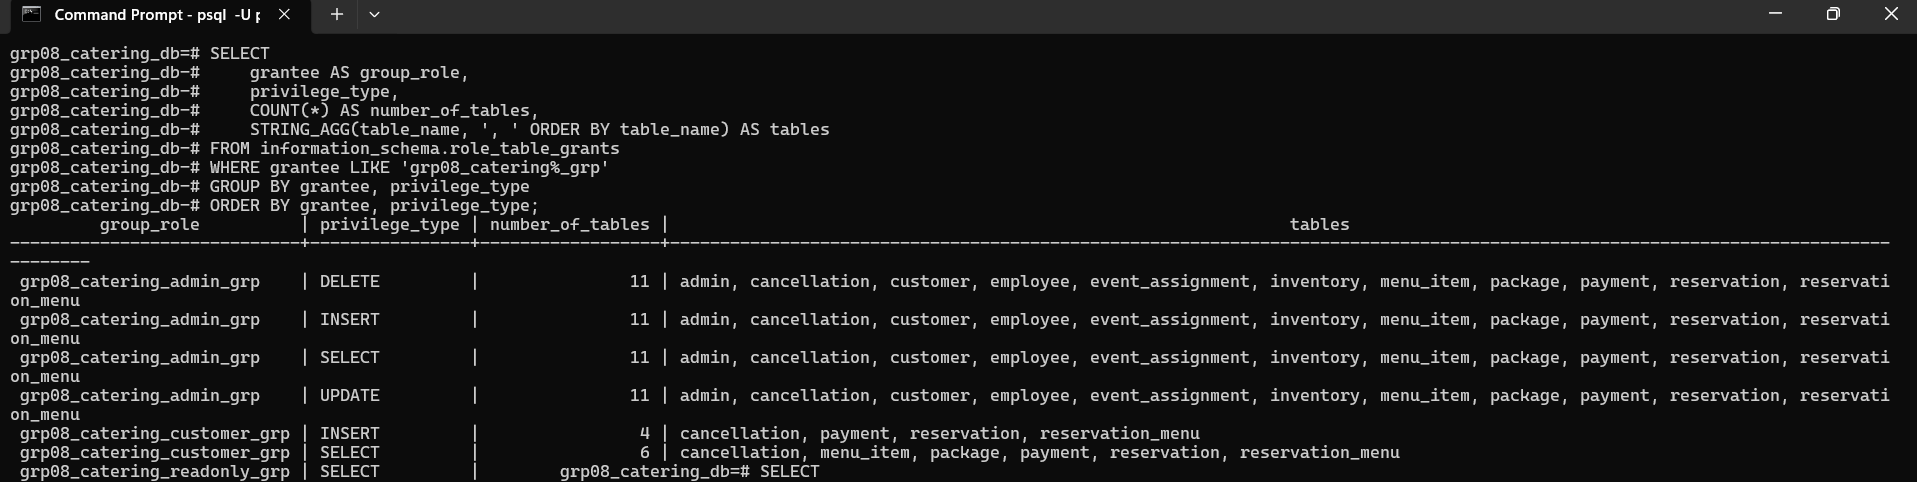 Command Prompt - psql -U p
grp08_catering_db=# SELECT
grp08_catering_db-#     grantee AS group_role,
grp08_catering_db-#     privilege_type,
grp08_catering_db-#     COUNT(*) AS number_of_tables,
grp08_catering_db-#     STRING_AGG(table_name, ', ' ORDER BY table_name) AS tables
grp08_catering_db-# FROM information_schema.role_table_grants
grp08_catering_db-# WHERE grantee LIKE 'grp08_catering%_grp'
grp08_catering_db-# GROUP BY grantee, privilege_type
grp08_catering_db-# ORDER BY grantee, privilege_type;
group_role | privilege_type | number_of_tables | tables
-----------------------------+----------------+------------------+--------------------------------------------------------------------------------------------------------------------------
--------
grp08_catering_admin_grp | DELETE | 11 | admin, cancellation, customer, employee, event_assignment, inventory, menu_item, package, payment, reservation, reservati
on_menu
grp08_catering_admin_grp | INSERT | 11 | admin, cancellation, customer, employee, event_assignment, inventory, menu_item, package, payment, reservation, reservati
on_menu
grp08_catering_admin_grp | SELECT | 11 | admin, cancellation, customer, employee, event_assignment, inventory, menu_item, package, payment, reservation, reservati
on_menu
grp08_catering_admin_grp | UPDATE | 11 | admin, cancellation, customer, employee, event_assignment, inventory, menu_item, package, payment, reservation, reservati
on_menu
grp08_catering_customer_grp | INSERT | 4 | cancellation, payment, reservation, reservation_menu
grp08_catering_customer_grp | SELECT | 6 | cancellation, menu_item, package, payment, reservation, reservation_menu
grp08_catering_readonly_grp | SELECT | grp08_catering_db=# SELECT